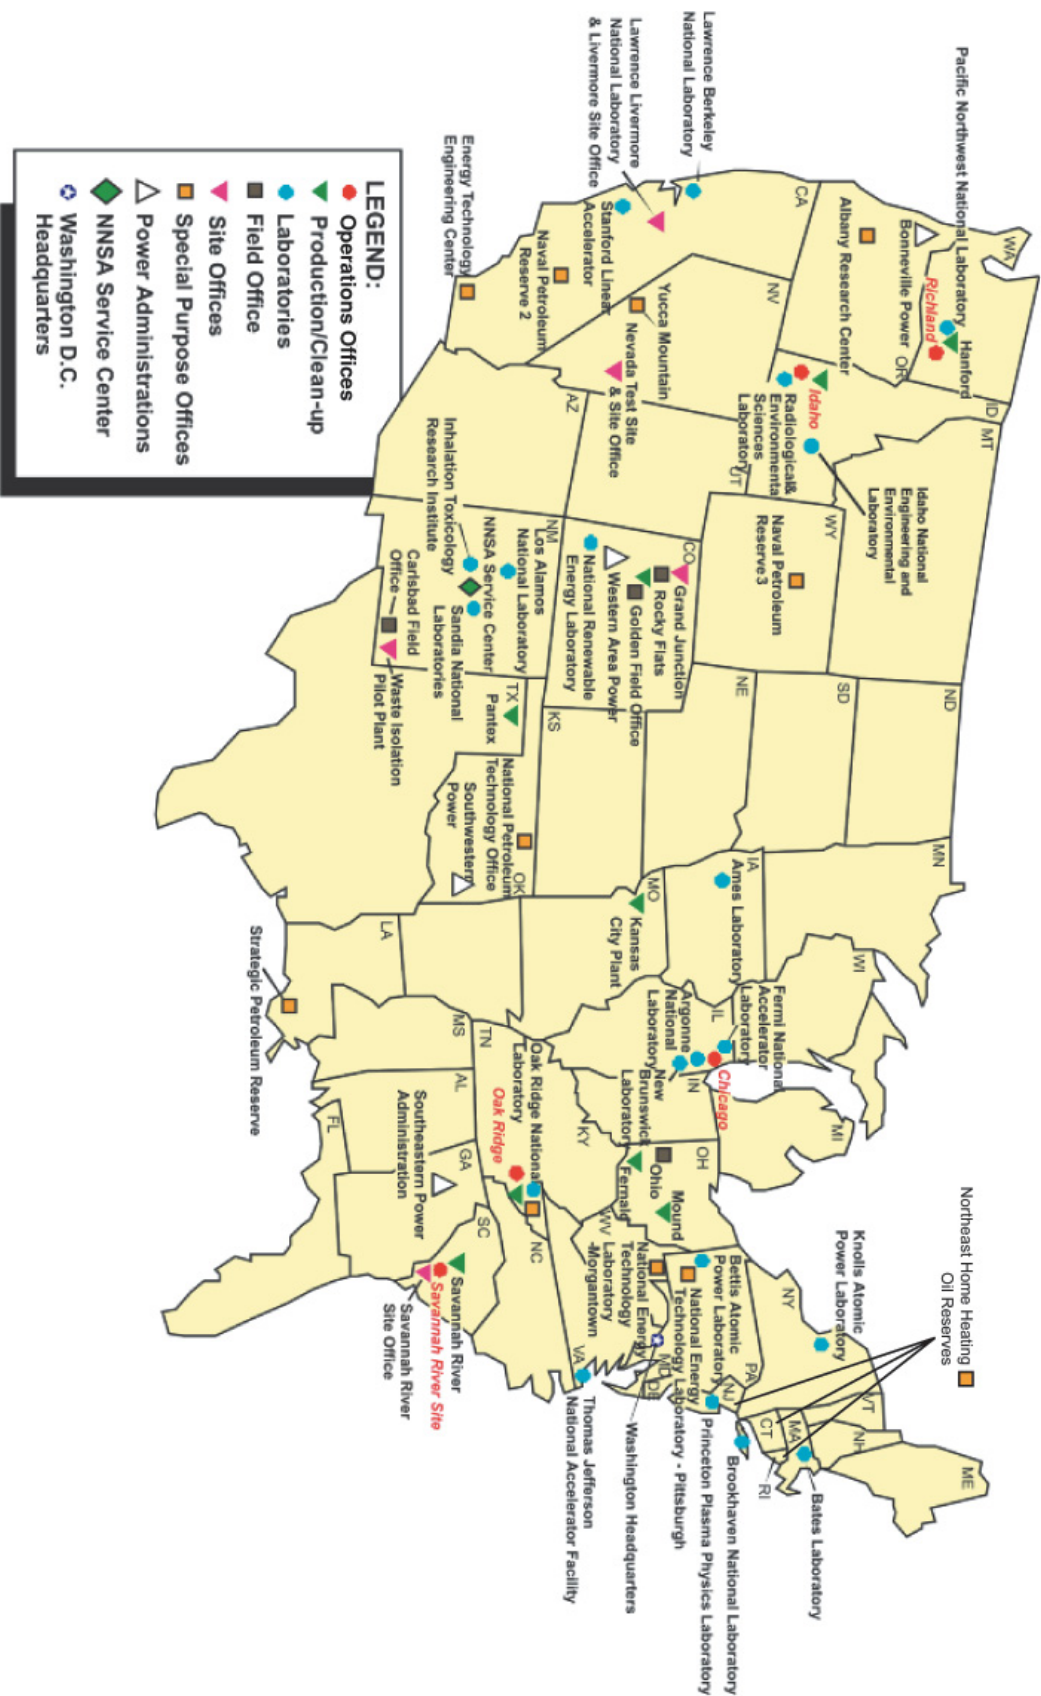 Pacific Northwest National Laboratory
WA
Hanford
Richland
Bonneville Power
OR
Albany Research Center
ID
MT
Idaho
Radiological&
Environmental
Sciences
Laboratory
Idaho National
Engineering and
Environmental
Laboratory
CA
NV
UT
WY
Naval Petroleum
Reserve 3
Lawrence Berkeley
National Laboratory
Lawrence Livermore
National Laboratory
& Livermore Site Office
Stanford Linear
Accelerator
Naval Petroleum
Reserve 2
Energy Technology
Engineering Center
Yucca Mountain
Nevada Test Site
& Site Office
AZ
CO
Grand Junction
Rocky Flats
Golden Field Office
Western Area Power
National Renewable
Energy Laboratory
NM
Los Alamos
National Laboratory
NNSA Service Center
Inhalation Toxicology
Research Institute
Sandia National
Laboratories
Carlsbad Field
Office
Waste Isolation
Pilot Plant
ND
SD
NE
KS
TX
Pantex
National Petroleum
Technology Office
OK
Southwestern
Power
MN
IA
Ames Laboratory
MO
Kansas
City Plant
LA
Strategic Petroleum Reserve
WI
Fermi National
Accelerator
Laboratory
IL
Argonne
National
Laboratory
Chicago
IN
New
Brunswick
Laboratory
MI
MS
TN
AL
Oak Ridge National
Laboratory
Oak Ridge
KY
OH
Ohio
Fernald
Mound
GA
FL
Southeastern Power
Administration
SC
NC
Savannah River
Savannah River Site
Savannah River
Site Office
WV
National Energy
Technology
Laboratory
-Morgantown
VA
MD
DE
Bettis Atomic
Power Laboratory
National Energy
Technology Laboratory - Pittsburgh
PA
NJ
NY
Knolls Atomic
Power Laboratory
Northeast Home Heating
Oil Reserves
VT
NH
ME
MA
CT
RI
Bates Laboratory
Brookhaven National Laboratory
Princeton Plasma Physics Laboratory
Washington Headquarters
Thomas Jefferson
National Accelerator Facility
LEGEND:
Operations Offices
Production/Clean-up
Laboratories
Field Office
Site Offices
Special Purpose Offices
Power Administrations
NNSA Service Center
Washington D.C.
Headquarters